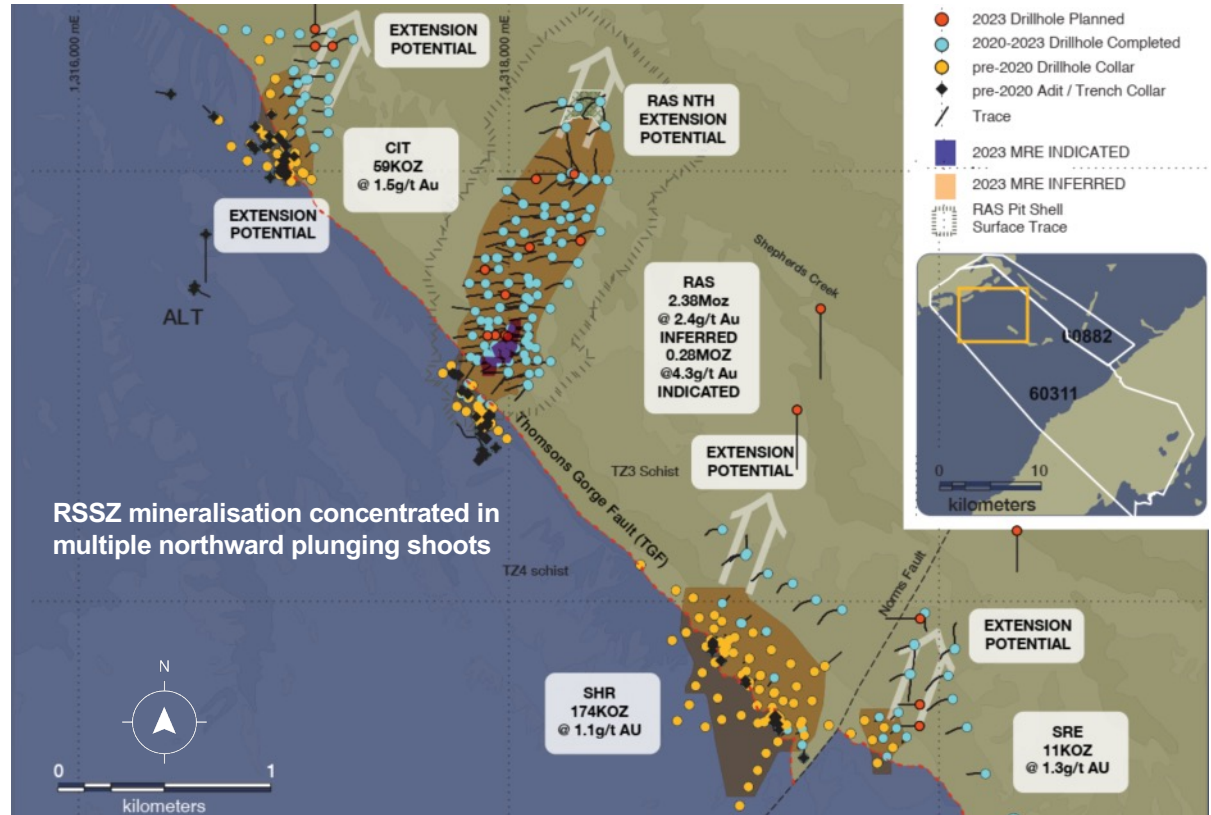 1,316,000 mE
1,318,000 mE
EXTENSION
POTENTIAL
2023 Drillhole Planned
2020-2023 Drillhole Completed
pre-2020 Drillhole Collar
pre-2020 Adit / Trench Collar
Trace
2023 MRE INDICATED
2023 MRE INFERRED
RAS Pit Shell
Surface Trace
RAS NTH
EXTENSION
POTENTIAL
CIT
59KOZ
@ 1.5g/t Au
EXTENSION
POTENTIAL
ALT
Shepherds Creek
RAS
2.38Moz
@ 2.4g/t Au
INFERRED
0.28MOZ
@4.3g/t Au
INDICATED
60882
60311
0 10
kilometers
Thomsons Gorge Fault (TGF)
TZ3 Schist
EXTENSION
POTENTIAL
RSSZ mineralisation concentrated in
multiple northward plunging shoots
TZ4 schist
Norms Fault
EXTENSION
POTENTIAL
N
SHR
174KOZ
@ 1.1g/t AU
SRE
11KOZ
@ 1.3g/t AU
0 1
kilometers